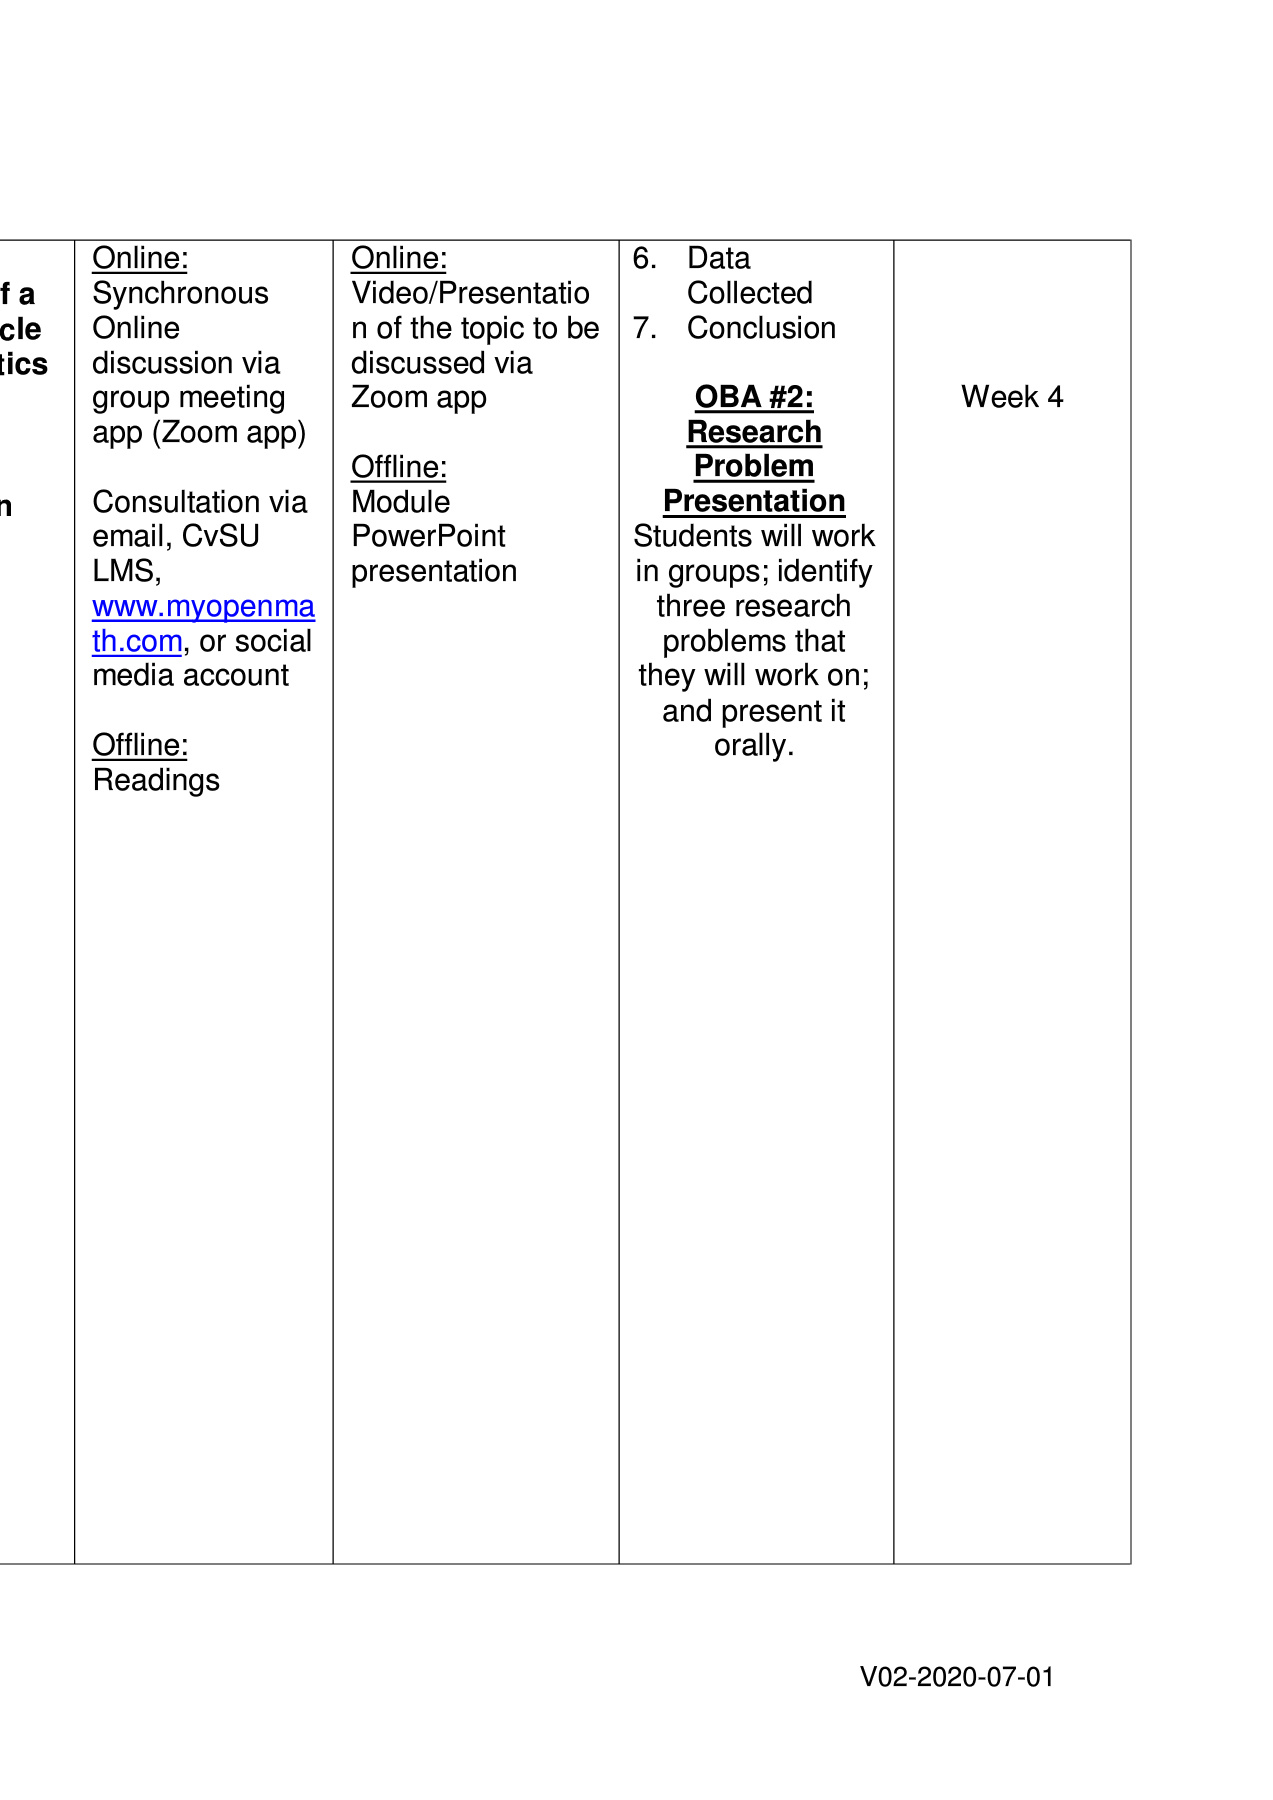 f a
cle
tics
n
Online:
Synchronous
Online
discussion via
group meeting
app (Zoom app)
Consultation via
email, CvSU
LMS,
www.myopenma
th.com, or social
media account
Offline:
Readings
Online:
Video/Presentatio
n of the topic to be
discussed via
Zoom app
Offline:
Module
PowerPoint
presentation
6. Data
Collected
7. Conclusion
OBA #2:
Research
Problem
Presentation
Students will work
in groups; identify
three research
problems that
they will work on;
and present it
orally.
Week 4
V02-2020-07-01